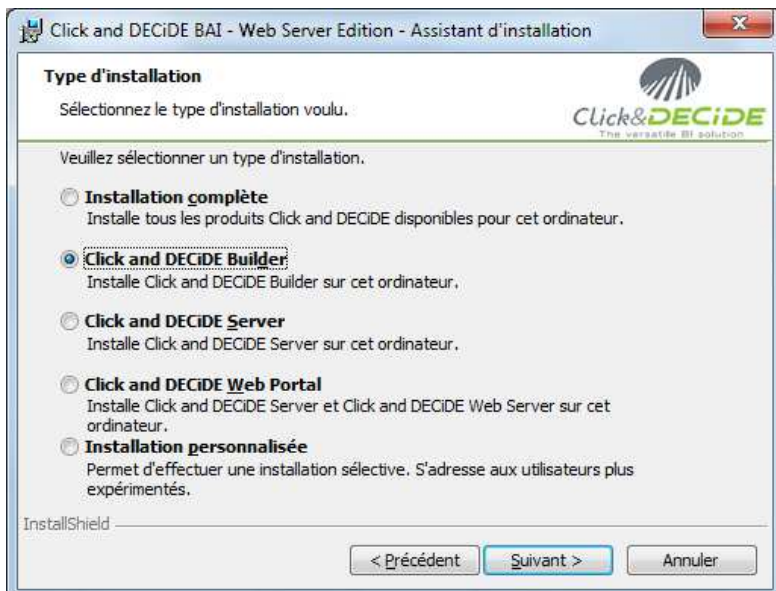 Click and DECiDE BAI - Web Server Edition - Assistant d'installation
Type d'installation
Sélectionnez le type d'installation voulu.
Click&DECiDE
The versatile BI solution
Veuillez sélectionner un type d'installation.
Installation complète
Installe tous les produits Click and DECiDE disponibles pour cet ordinateur.
Click and DECiDE Builder
Installe Click and DECiDE Builder sur cet ordinateur.
Click and DECiDE Server
Installe Click and DECiDE Server sur cet ordinateur.
Click and DECiDE Web Portal
Installe Click and DECiDE Server et Click and DECiDE Web Server sur cet
ordinateur.
Installation personnalisée
Permet d'effectuer une installation sélective. S'adresse aux utilisateurs plus
expérimentés.
InstallShield
< Précédent Suivant > Annuler